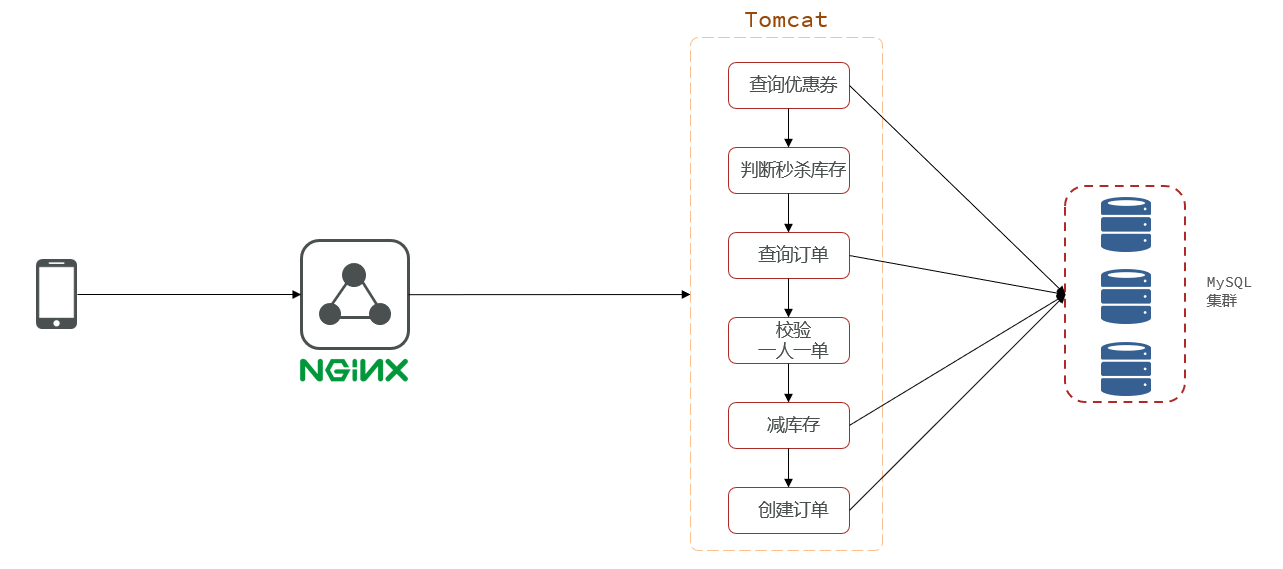 Tomcat
查询优惠券
判断秒杀库存
查询订单
校验
一人一单
减库存
创建订单
NGINX
MySQL
集群